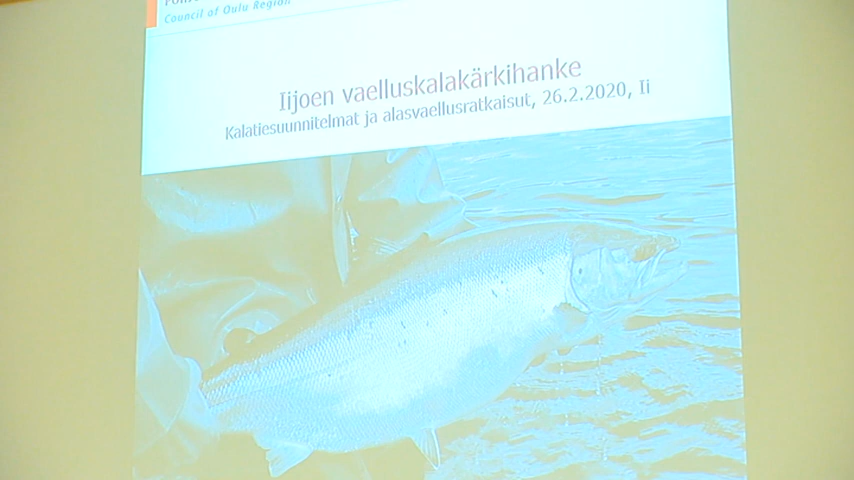 Council of Oulu Region
Iijoen vaelluskalakärkihanke
Kalatiesuunnitelmat ja alasvaellusratkaisut, 26.2.2020, Ii